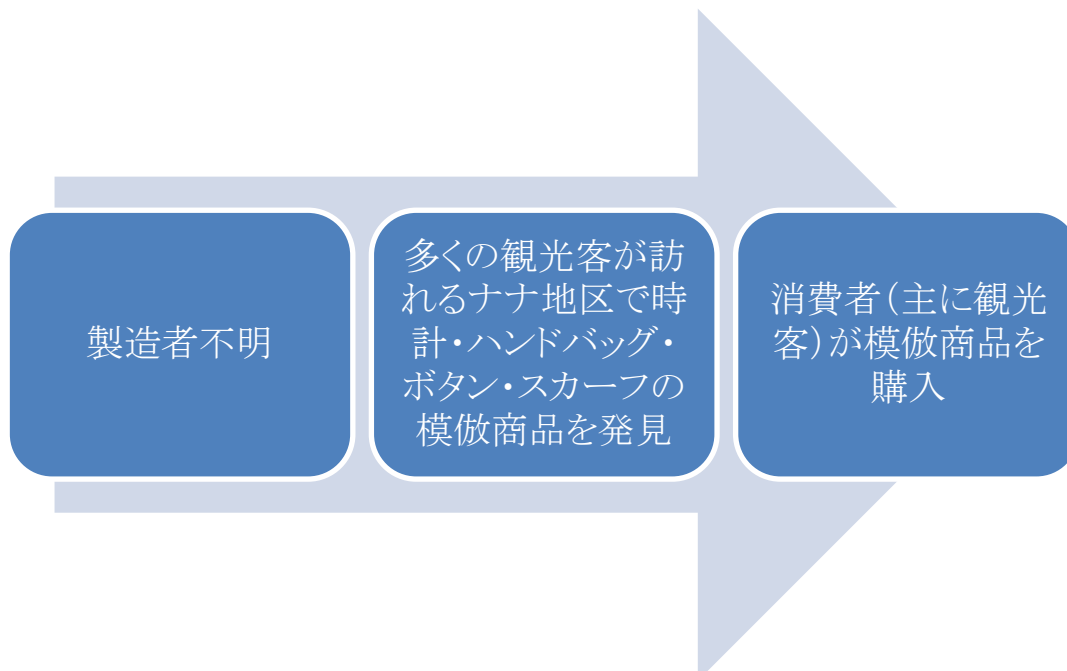 製造者不明
多くの観光客が訪
れるナナ地区で時
計・ハンドバッグ・
ボタン・スカーフの
模倣商品を発見
消費者(主に観光
客)が模倣商品を
購入